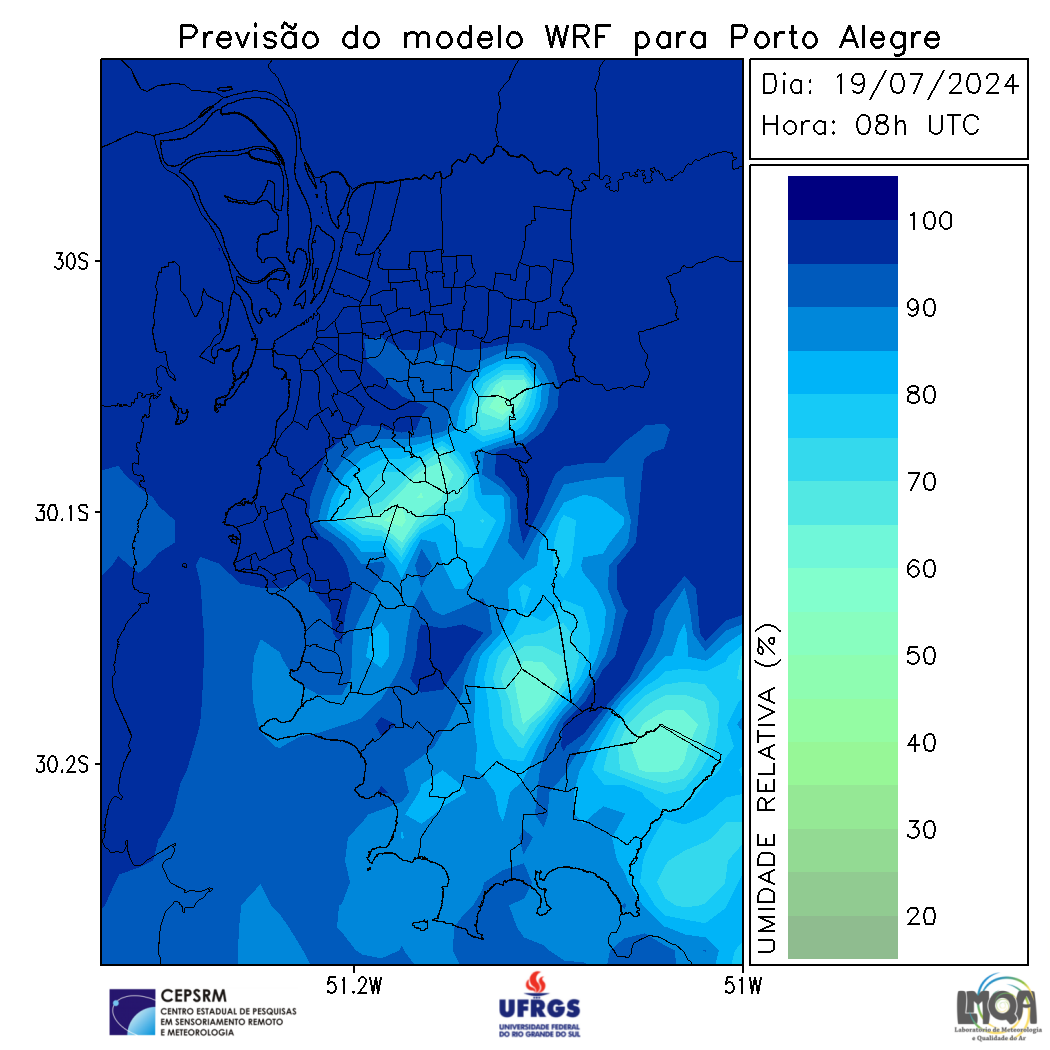 Previsão do modelo WRF para Porto Alegre
Dia: 19/07/2024
Hora: 08h UTC
100
90
80
70
60
50
40
30
20
UMIDADE RELATIVA (%)
30S
30.1S
30.2S
51.2W
51W
CEPSRM
CENTRO ESTADUAL DE PESQUISAS
EM SENSORIAMENTO REMOTO
E METEOROLOGIA
UFRGS
UNIVERSIDADE FEDERAL
DO RIO GRANDE DO SUL
LMQA
Laboratório de Meteorologia
e Qualidade do Ar